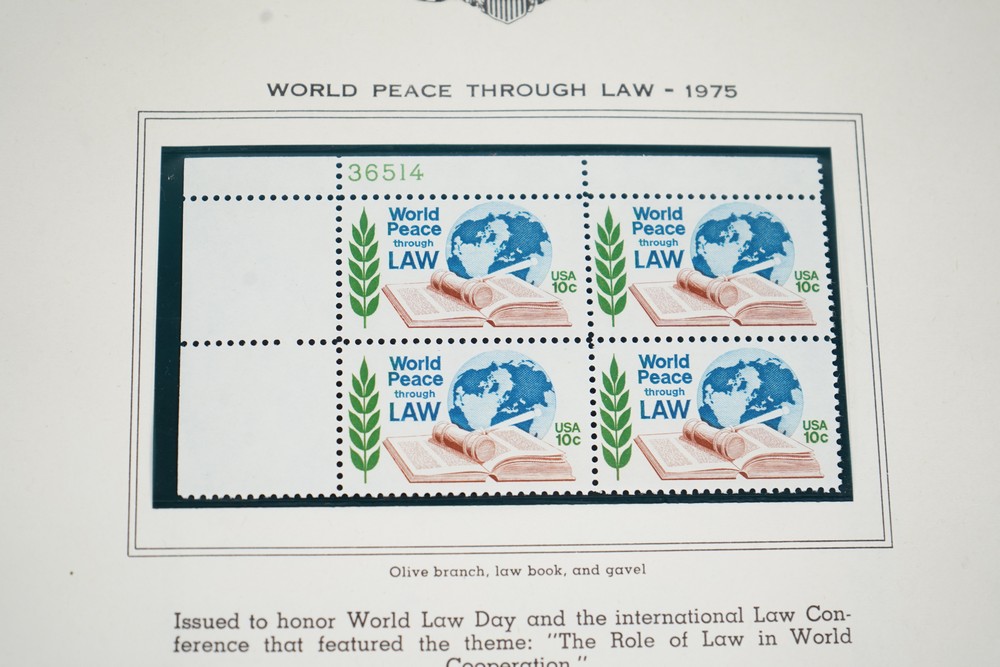 WORLD PEACE THROUGH LAW - 1975
36514
World
Peace
through
LAW
USA
10c
World
Peace
through
LAW
USA
10c
World
Peace
through
LAW
USA
10c
World
Peace
through
LAW
USA
10c
Olive branch, law book, and gavel
Issued to honor World Law Day and the international Law Con-
ference that featured the theme: "The Role of Law in World
Cooperation."